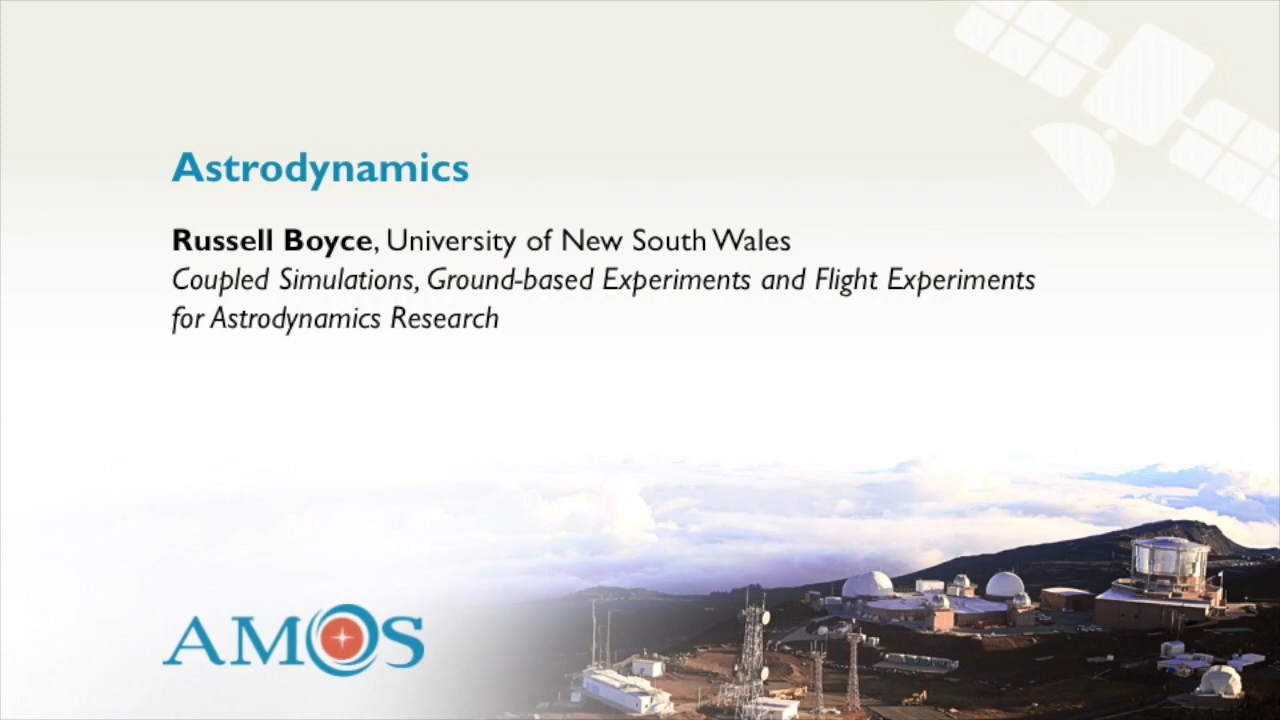 Astrodynamics
Russell Boyce, University of New South Wales
Coupled Simulations, Ground-based Experiments and Flight Experiments
for Astrodynamics Research
AMOS